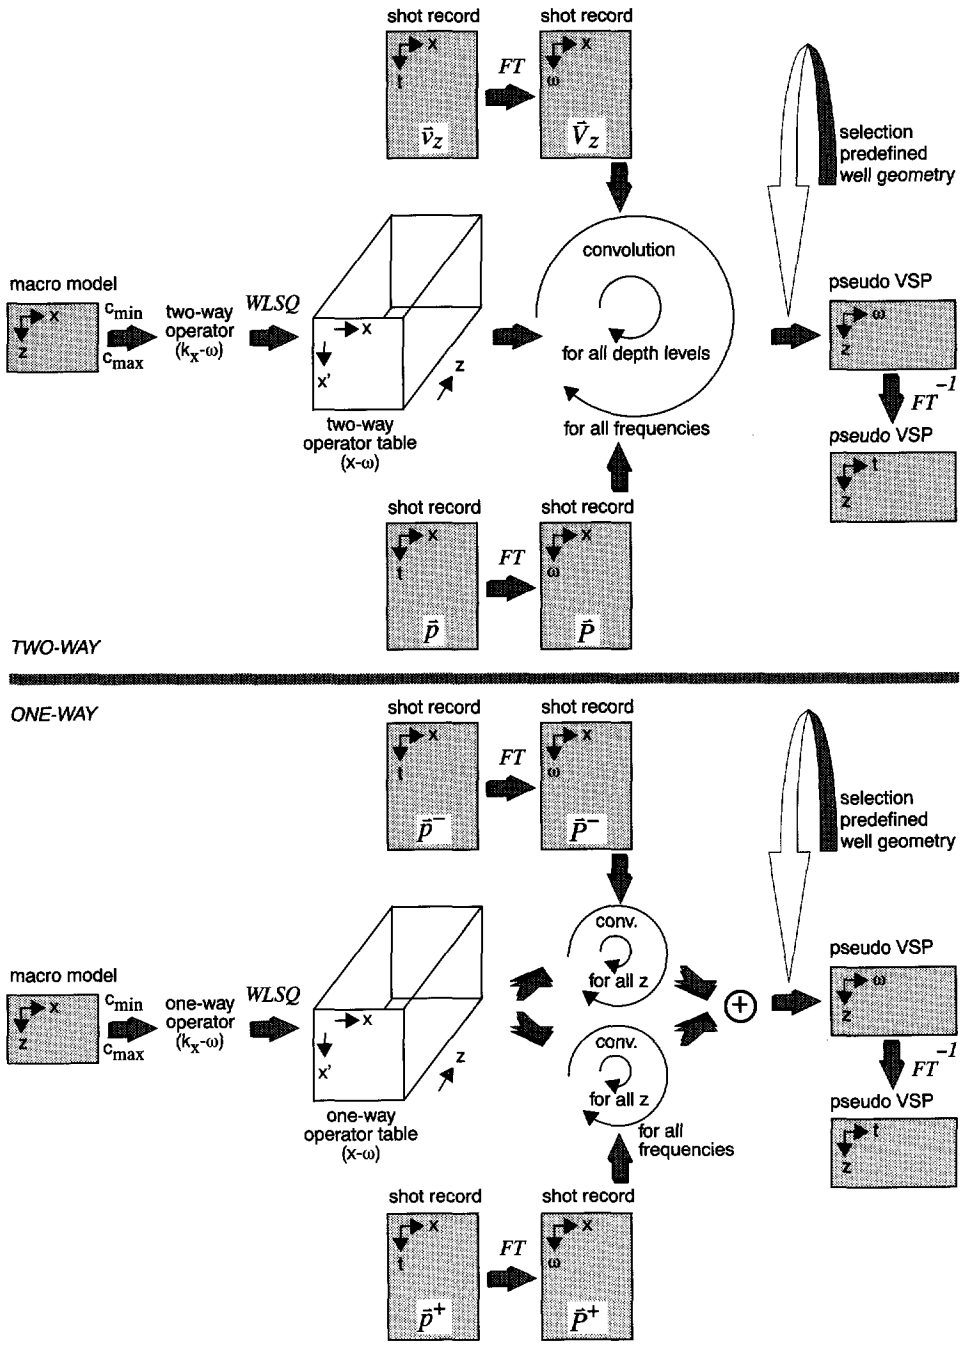 shot record
shot record
x
t
v⃗z
FT
x
ω
V⃗z
selection
predefined
well geometry
macro model
x
z
cmin
cmax
two-way
operator
(kx-ω)
WLSQ
x
x'
z
two-way
operator table
(x-ω)
convolution
for all depth levels
for all frequencies
pseudo VSP
ω
z
FT-1
pseudo VSP
t
z
shot record
shot record
x
t
p⃗
FT
x
ω
P⃗
TWO-WAY
ONE-WAY
shot record
shot record
x
t
p⃗-
FT
x
ω
P⃗-
selection
predefined
well geometry
macro model
x
z
cmin
cmax
one-way
operator
(kx-ω)
WLSQ
x
x'
z
one-way
operator table
(x-ω)
conv.
for all z
conv.
for all z
for all
frequencies
+
pseudo VSP
ω
z
FT-1
pseudo VSP
t
z
shot record
shot record
x
t
p⃗+
FT
x
ω
P⃗+